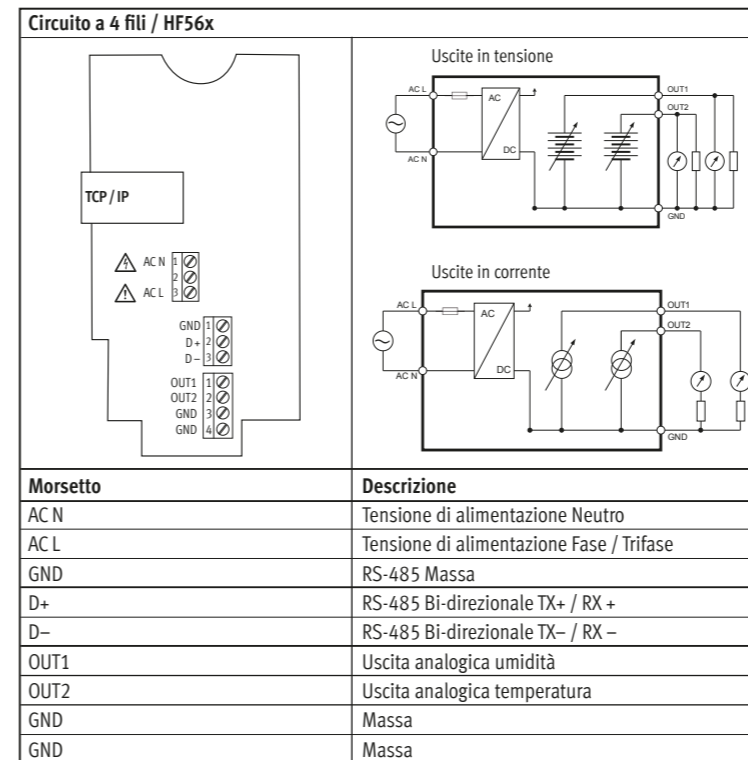 Circuito a 4 fili / HF56x
TCP / IP
AC N 1
2
AC L 3
GND 1
D+ 2
D– 3
OUT1 1
OUT2 2
GND 3
GND 4
Uscite in tensione
AC L
AC
OUT1
OUT2
AC N
DC
GND
Uscite in corrente
AC L
AC
OUT1
OUT2
AC N
DC
GND
Morsetto Descrizione
AC N Tensione di alimentazione Neutro
AC L Tensione di alimentazione Fase / Trifase
GND RS-485 Massa
D+ RS-485 Bi-direzionale TX+ / RX +
D– RS-485 Bi-direzionale TX– / RX –
OUT1 Uscita analogica umidità
OUT2 Uscita analogica temperatura
GND Massa
GND Massa